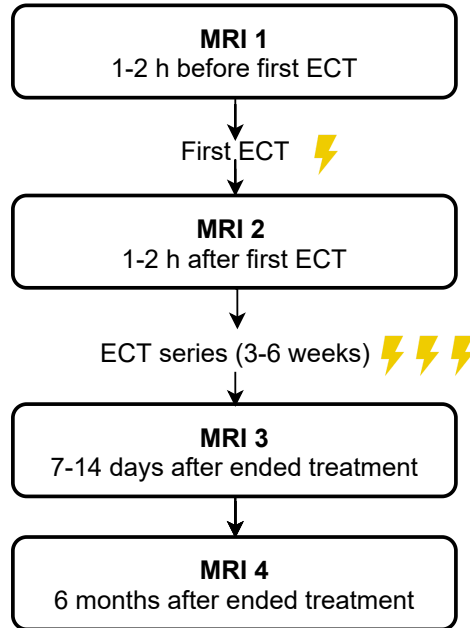 MRI 1
1-2 h before first ECT
First ECT
MRI 2
1-2 h after first ECT
ECT series (3-6 weeks)
MRI 3
7-14 days after ended treatment
MRI 4
6 months after ended treatment